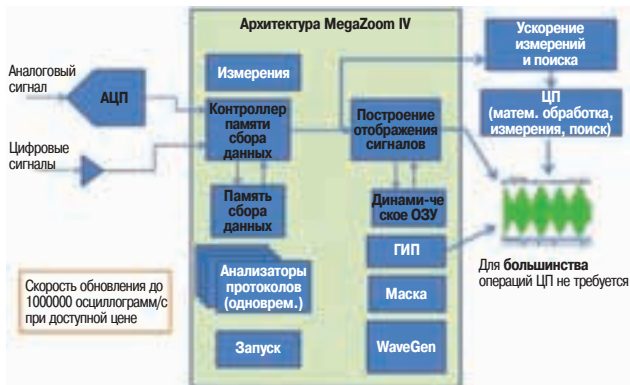 Архитектура MegaZoom IV
Аналоговый
сигнал
АЦП
Цифровые
сигналы
Измерения
Контроллер
памяти
сбора
данных
Память
сбора
данных
Анализаторы
протоколов
(одноврем.)
Запуск
Построение
отображения
сигналов
Динами-че
ское ОЗУ
ГИП
Маска
WaveGen
Ускорение
измерений
и поиска
ЦП
(матем. обработка,
измерения, поиск)
Для большинства
операций ЦП не требуется
Скорость обновления до
1000000 осциллограмм/с
при доступной цене